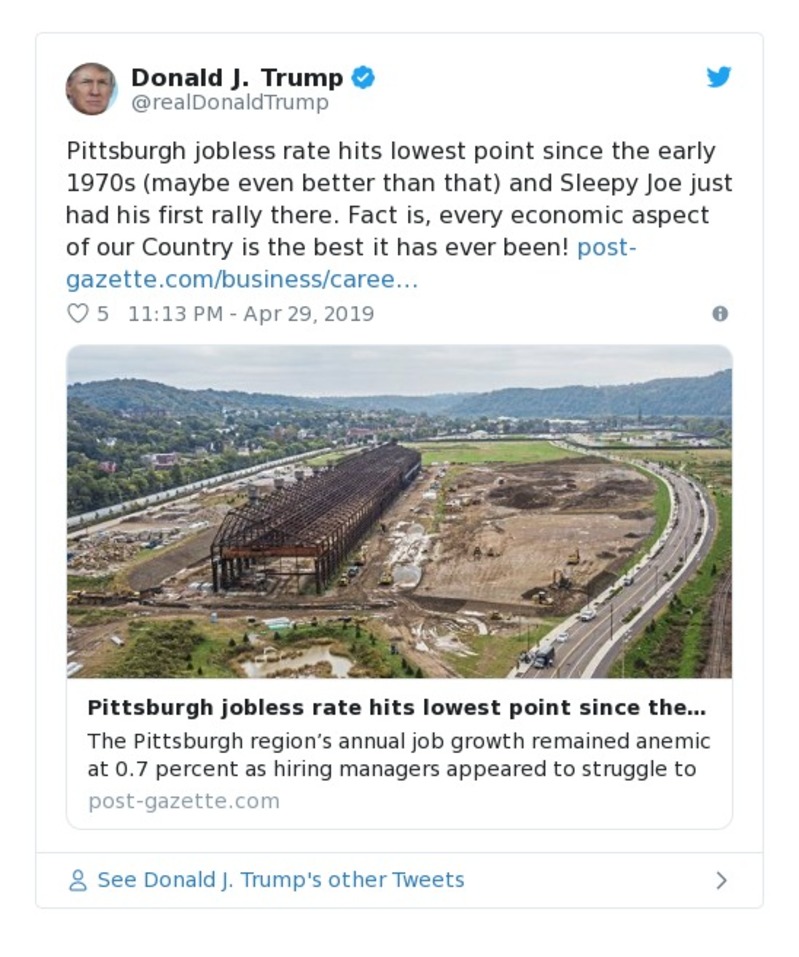 Donald J. Trump
@realDonaldTrump
Pittsburgh jobless rate hits lowest point since the early
1970s (maybe even better than that) and Sleepy Joe just
had his first rally there. Fact is, every economic aspect
of our Country is the best it has ever been! post-
gazette.com/business/caree…
5 11:13 PM - Apr 29, 2019
Pittsburgh jobless rate hits lowest point since the…
The Pittsburgh region’s annual job growth remained anemic
at 0.7 percent as hiring managers appeared to struggle to
post-gazette.com
See Donald J. Trump's other Tweets